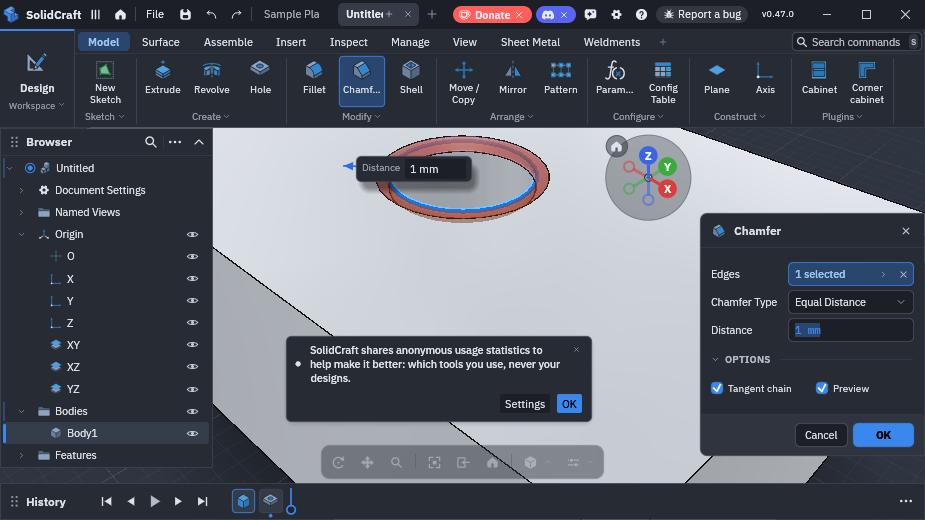 SolidCraft
File
Sample Pla
Untitle
Donate
Report a bug
v0.47.0
Design
Workspace
Model
Surface
Assemble
Insert
Inspect
Manage
View
Sheet Metal
Weldments
Search commands
S
New Sketch
Extrude
Revolve
Hole
Fillet
Chamf...
Shell
Move / Copy
Mirror
Pattern
Param...
Config Table
Plane
Axis
Cabinet
Corner cabinet
Sketch
Create
Modify
Arrange
Configure
Construct
Plugins
Browser
Untitled
Document Settings
Named Views
Origin
O
X
Y
Z
XY
XZ
YZ
Bodies
Body1
Features
Distance 1 mm
Z
Y
X
Chamfer
Edges 1 selected
Chamfer Type Equal Distance
Distance 1 mm
OPTIONS
Tangent chain
Preview
Cancel
OK
SolidCraft shares anonymous usage statistics to
help make it better: which tools you use, never your
designs.
Settings
OK
History